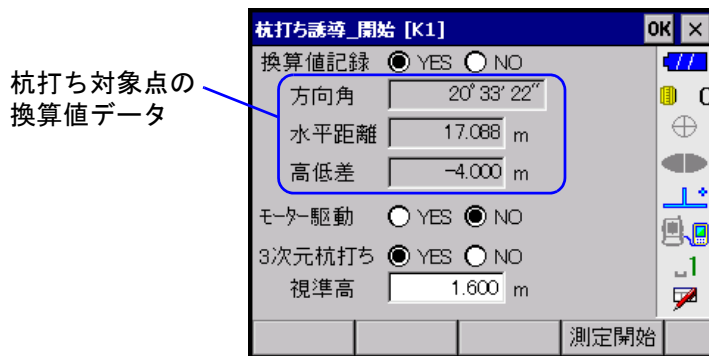 杭打ち誘導_開始 [K1] OK ×
換算値記録 YES NO
杭打ち対象点の
換算値データ
方向角 20°33′22″
水平距離 17.088 m
高低差 -4.000 m
モーター駆動 YES NO
3次元杭打ち YES NO
視準高 1.600 m
1
測定開始